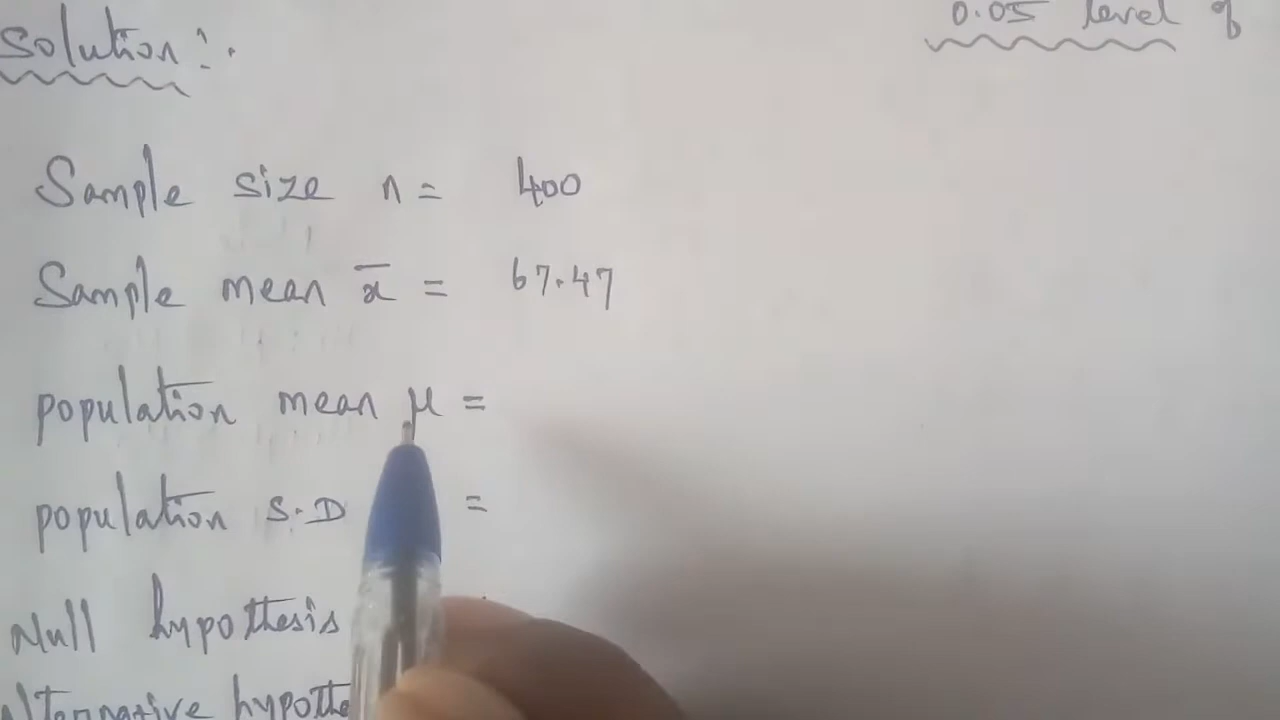 0.05 level of
Solution:.
Sample size n = 400
Sample mean x̄ = 67.47
population mean μ =
population S.D =
Null hypothesis